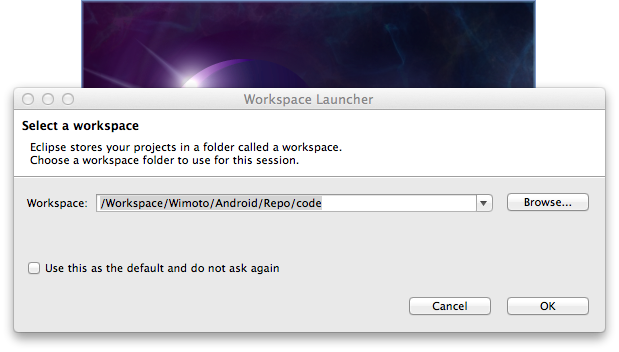 Workspace Launcher
Select a workspace
Eclipse stores your projects in a folder called a workspace.
Choose a workspace folder to use for this session.
Workspace: /Workspace/Wimoto/Android/Repo/code Browse...
Use this as the default and do not ask again
Cancel OK